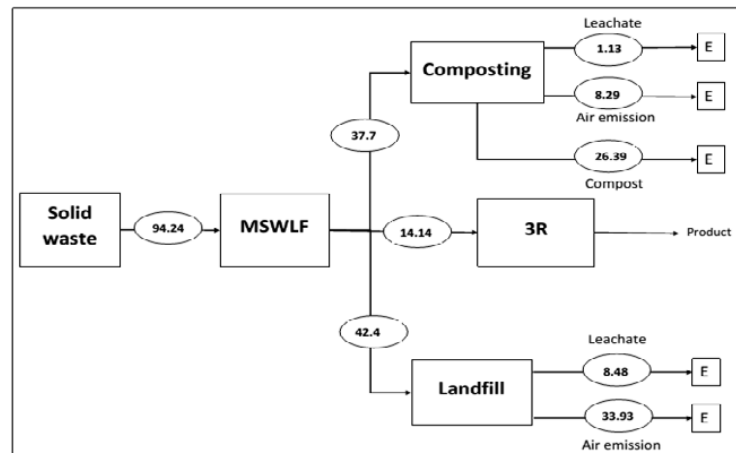 Leachate
1.13
E
Composting
8.29
E
Air emission
37.7
26.39
E
Compost
Solid
waste
94.24
MSWLF
14.14
3R
Product
42.4
Leachate
8.48
E
Landfill
33.93
E
Air emission